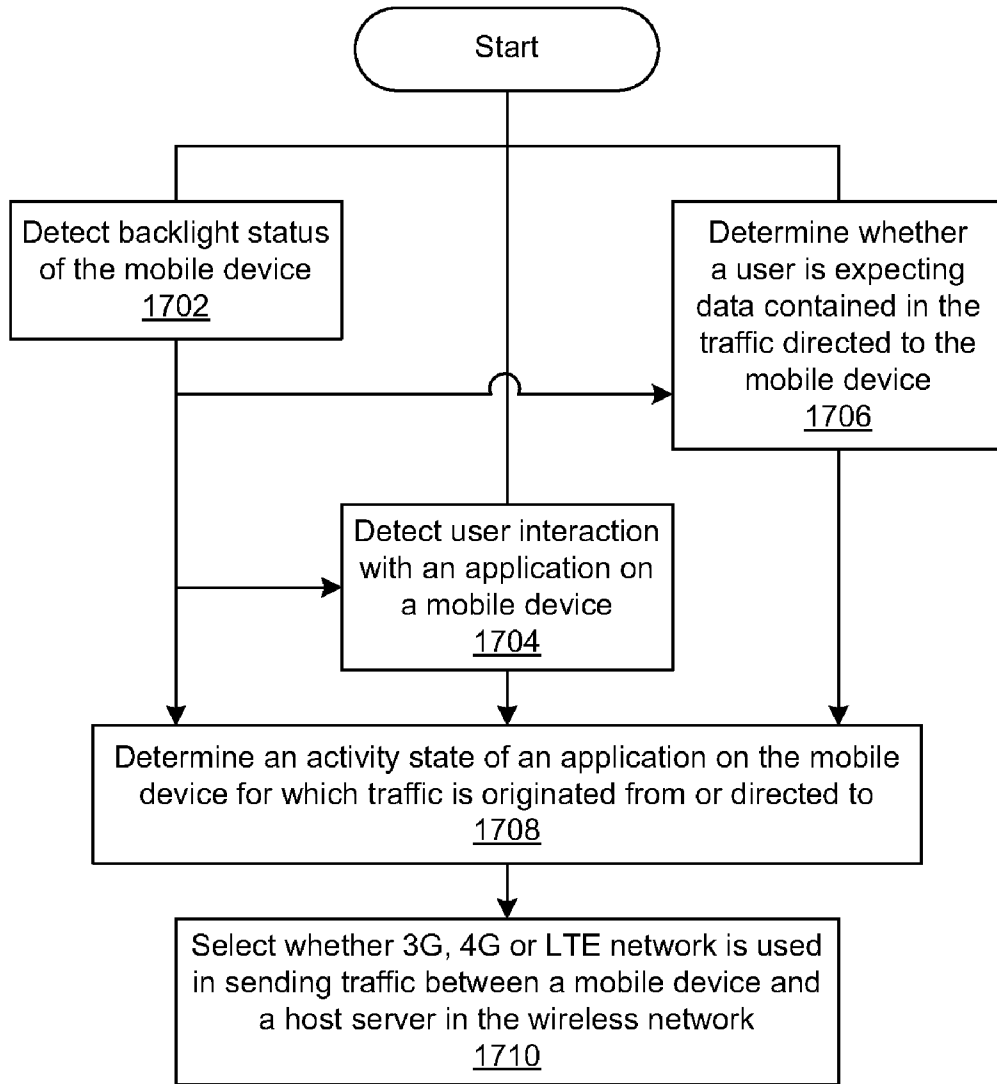 Start
Detect backlight status
of the mobile device
1702
Determine whether
a user is expecting
data contained in the
traffic directed to the
mobile device
1706
Detect user interaction
with an application on
a mobile device
1704
Determine an activity state of an application on the mobile
device for which traffic is originated from or directed to
1708
Select whether 3G, 4G or LTE network is used
in sending traffic between a mobile device and
a host server in the wireless network
1710